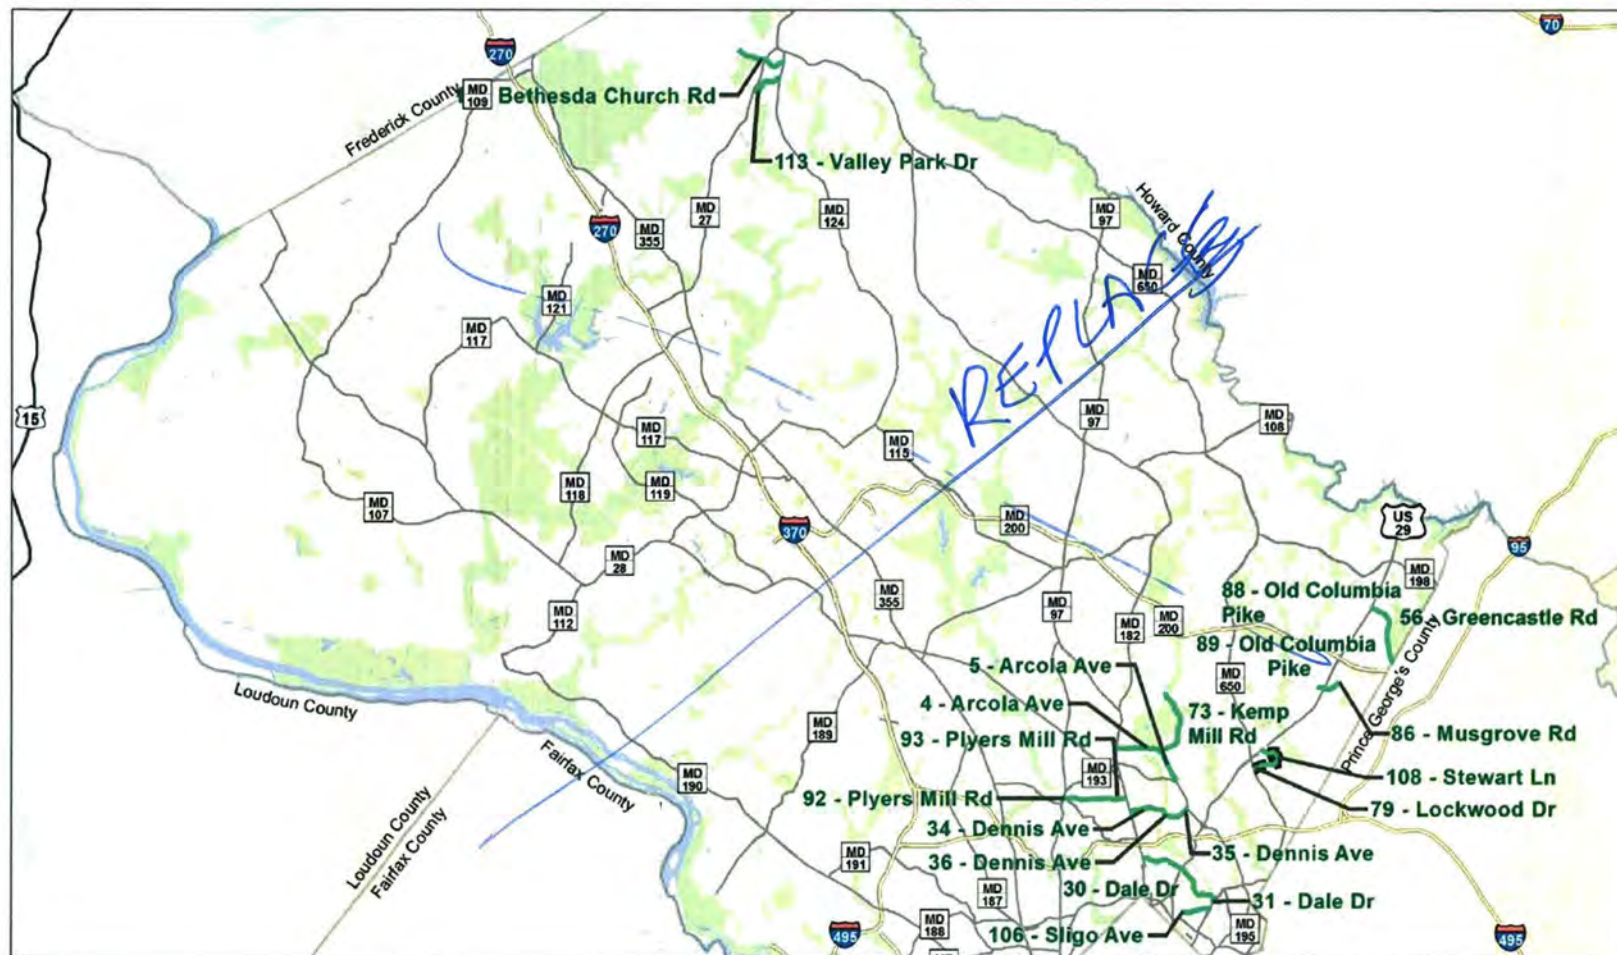 70
270
MD 109
Bethesda Church Rd
Frederick County
113 - Valley Park Dr
Howard County
MD 27
MD 124
MD 97
270
MD 355
MD 650
MD 121
MD 117
REPLA
15
MD 97
MD 108
MD 117
MD 115
MD 118
MD 119
MD 107
MD 200
US 29
370
95
MD 28
MD 198
MD 355
88 - Old Columbia
Pike
MD 112
MD 97
MD 182
MD 200
56 - Greencastle Rd
89 - Old Columbia
Pike
5 - Arcola Ave
MD 650
Prince George's County
Loudoun County
4 - Arcola Ave
73 - Kemp
Mill Rd
MD 189
93 - Plyers Mill Rd
86 - Musgrove Rd
Fairfax County
MD 190
MD 193
108 - Stewart Ln
92 - Plyers Mill Rd
79 - Lockwood Dr
34 - Dennis Ave
Loudoun County
Fairfax County
MD 191
36 - Dennis Ave
35 - Dennis Ave
MD 187
30 - Dale Dr
31 - Dale Dr
495
MD 188
106 - Sligo Ave
MD 195
495